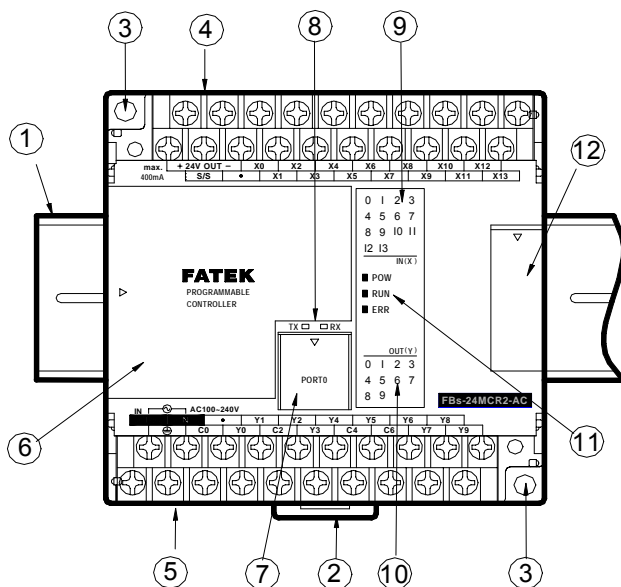 ③ ④ ⑧ ⑨
①
⑫
max. + 24V OUT − X0 X2 X4 X6 X8 X10 X12
400mA S/S • X1 X3 X5 X7 X9 X11 X13
0 1 2 3
4 5 6 7
8 9 10 11
12 13
IN(X)
FATEK
PROGRAMMABLE
CONTROLLER
POW
RUN
ERR
TX RX
PORT0
OUT(Y)
0 1 2 3
4 5 6 7
8 9
FBs-24MCR2-AC
IN AC100~240V
• Y1 Y2 Y4 Y5 Y6 Y8
C0 Y0 C2 Y3 C4 C6 Y7 Y9
⑥ ⑪
⑤ ⑦ ② ⑩ ③